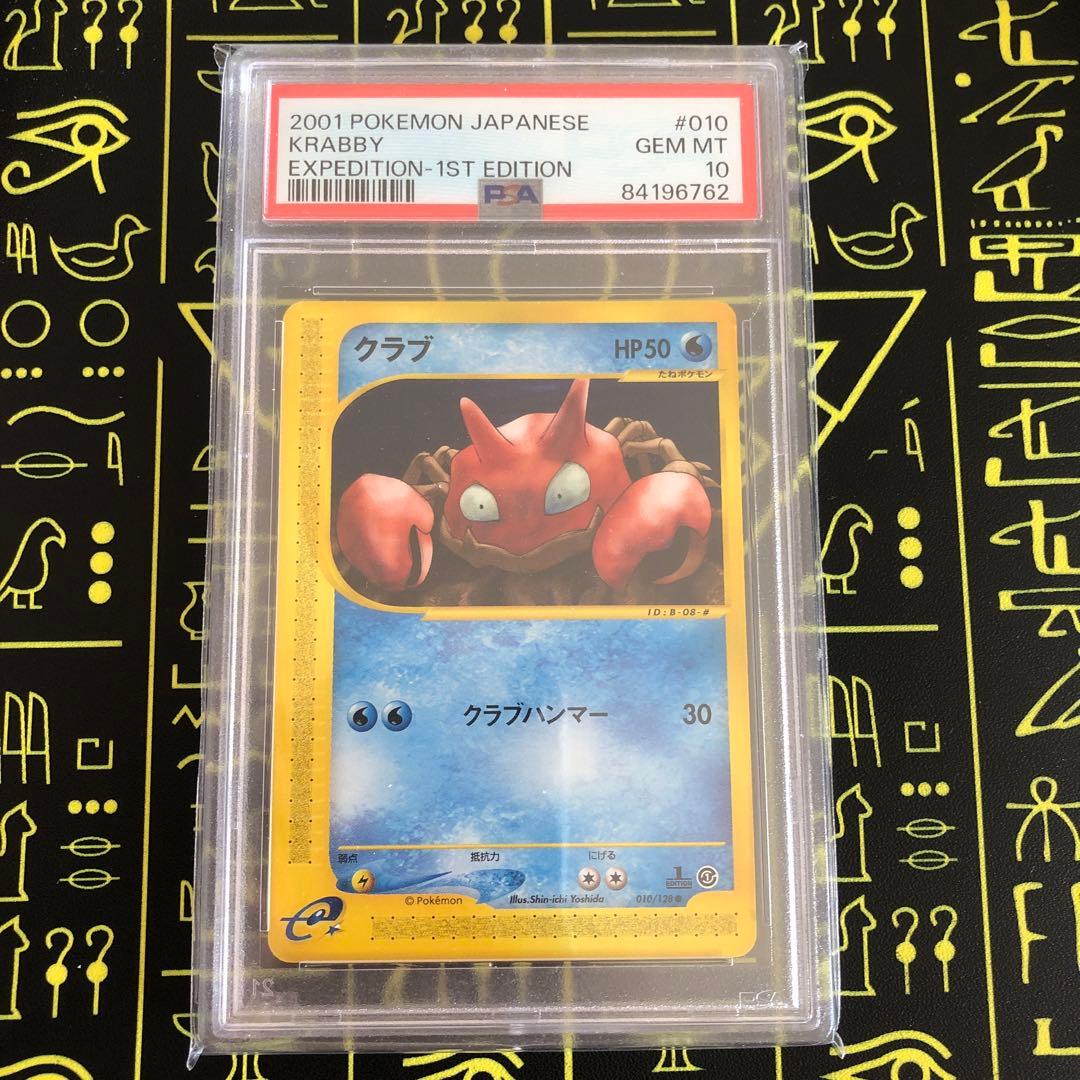 2001 POKEMON JAPANESE #010
KRABBY GEM MT
EXPEDITION-1ST EDITION 10
PSA 84196762
クラブ HP50
たねポケモン
ID:B-08-#
クラブハンマー 30
弱点 抵抗力 にげる
1
EDITION
©Pokémon Illus.Shin-ichi Yoshida 010/128●
e